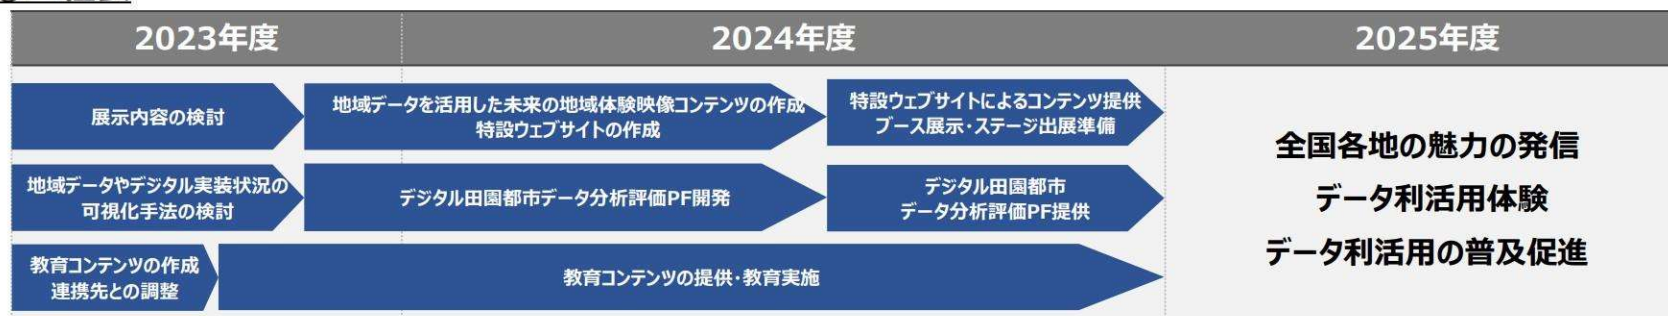 2023年度
2024年度
2025年度
展示内容の検討
地域データを活用した未来の地域体験映像コンテンツの作成
特設ウェブサイトの作成
特設ウェブサイトによるコンテンツ提供
ブース展示・ステージ出展準備
地域データやデジタル実装状況の
可視化手法の検討
デジタル田園都市データ分析評価PF開発
デジタル田園都市
データ分析評価PF提供
教育コンテンツの作成
連携先との調整
教育コンテンツの提供・教育実施
全国各地の魅力の発信
データ利活用体験
データ利活用の普及促進